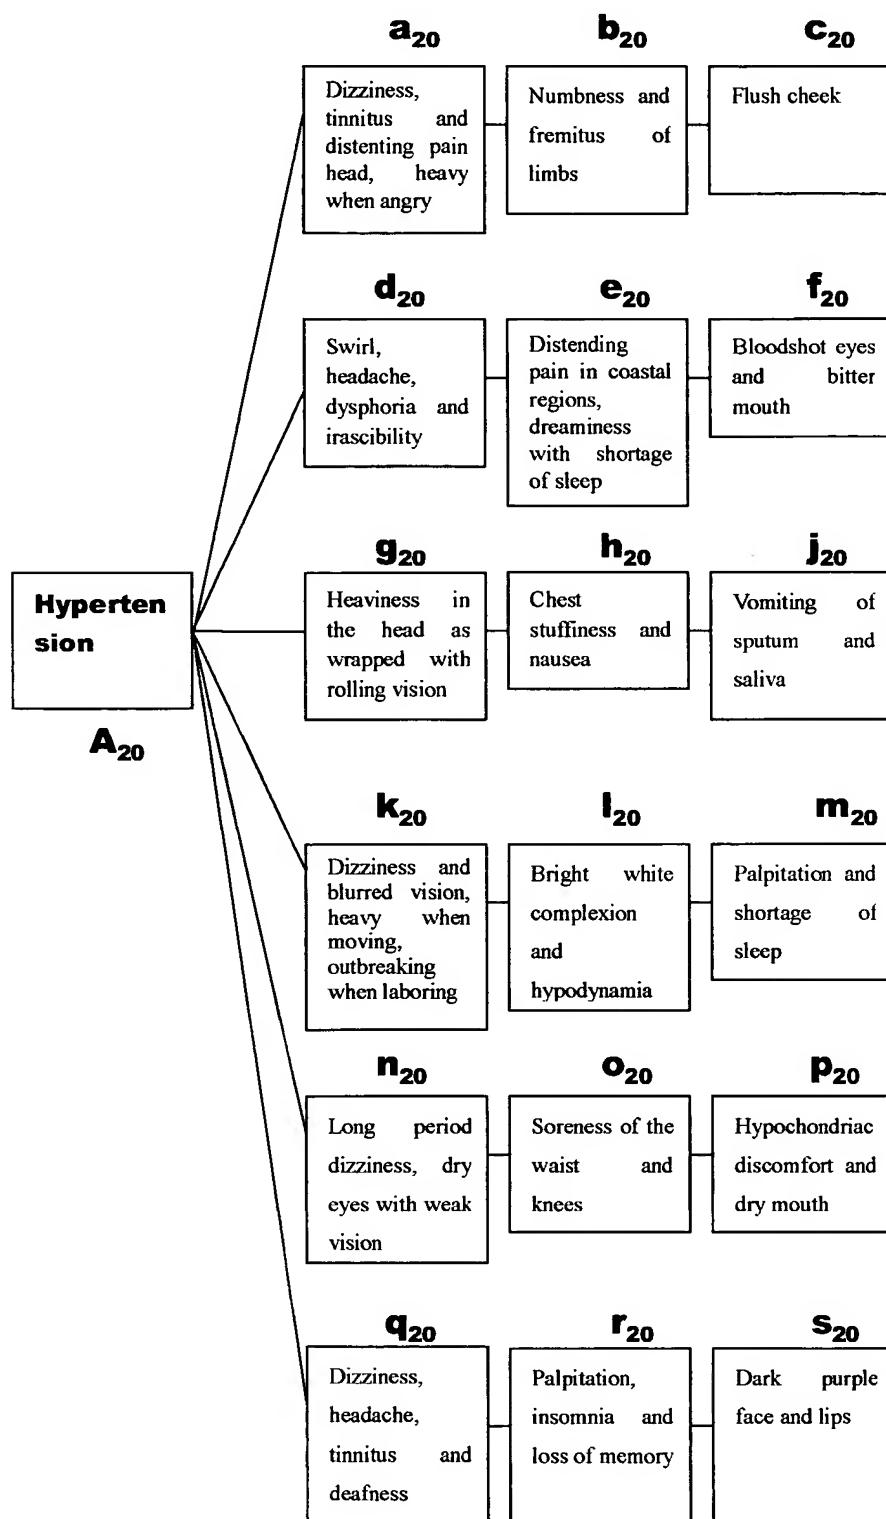 a20 b20 c20
Dizziness,
tinnitus and
distenting pain
head, heavy
when angry
Numbness and
fremitus of
limbs
Flush cheek
d20 e20 f20
Swirl,
headache,
dysphoria and
irascibility
Distending
pain in coastal
regions,
dreaminess
with shortage
of sleep
Bloodshot eyes
and bitter
mouth
g20 h20 j20
Hyperten
sion
A20
Heaviness in
the head as
wrapped with
rolling vision
Chest
stuffiness and
nausea
Vomiting of
sputum and
saliva
k20 l20 m20
Dizziness and
blurred vision,
heavy when
moving,
outbreaking
when laboring
Bright white
complexion
and
hypodynamia
Palpitation and
shortage of
sleep
n20 o20 p20
Long period
dizziness, dry
eyes with weak
vision
Soreness of the
waist and
knees
Hypochondriac
discomfort and
dry mouth
q20 r20 s20
Dizziness,
headache,
tinnitus and
deafness
Palpitation,
insomnia and
loss of memory
Dark purple
face and lips